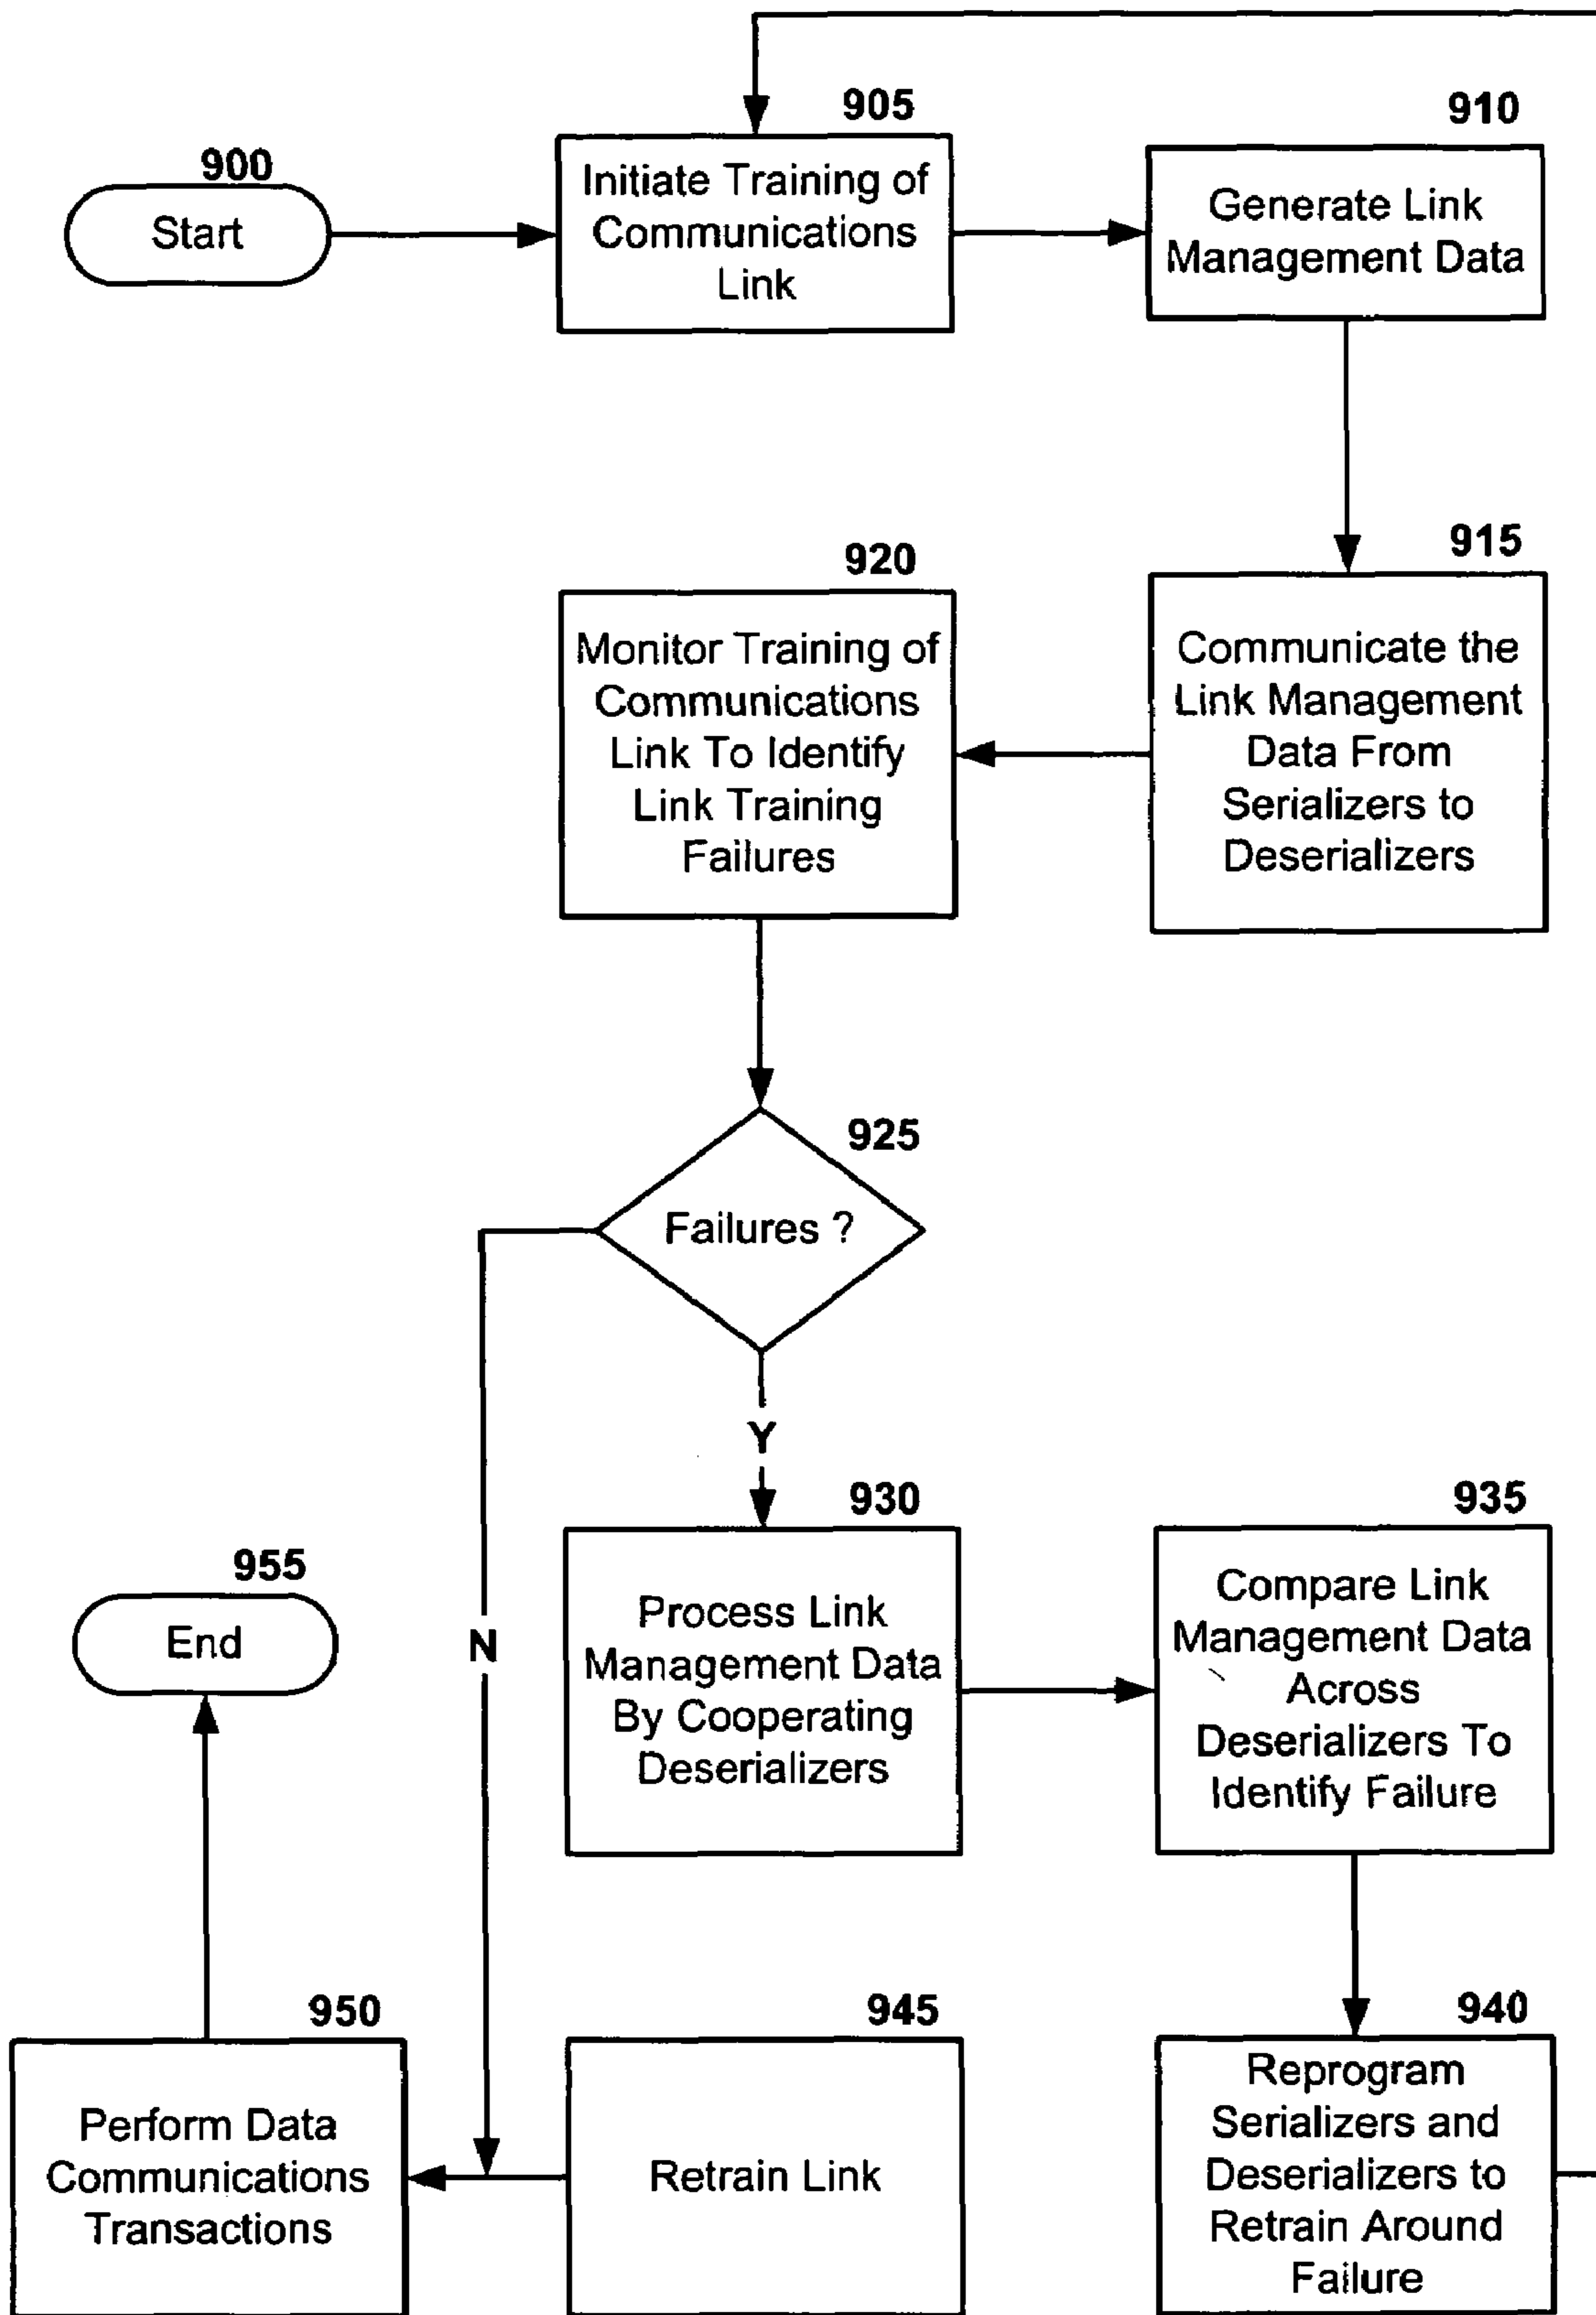 900
Start
905
Initiate Training of
Communications
Link
910
Generate Link
Management Data
915
Communicate the
Link Management
Data From
Serializers to
Deserializers
920
Monitor Training of
Communications
Link To Identify
Link Training
Failures
925
Failures ?
Y
N
930
Process Link
Management Data
By Cooperating
Deserializers
935
Compare Link
Management Data
Across
Deserializers To
Identify Failure
940
Reprogram
Serializers and
Deserializers to
Retrain Around
Failure
945
Retrain Link
950
Perform Data
Communications
Transactions
955
End